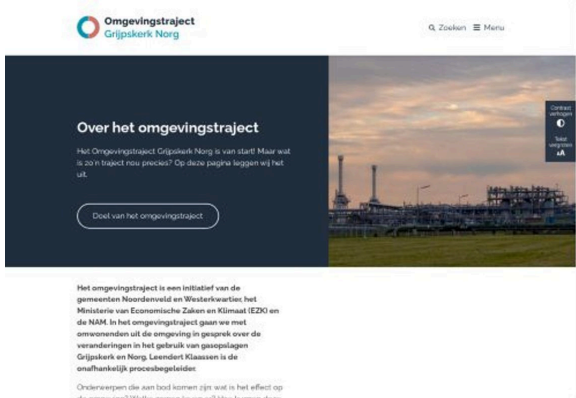 Omgevingstraject
Grijpskerk Norg
Zoeken
Menu
Contrast
verhogen
Tekst
vergroten
AA
Over het omgevingstraject
Het Omgevingstraject Grijpskerk Norg is van start! Maar wat
is zo'n traject nou precies? Op deze pagina leggen wij het
uit.
Doel van het omgevingstraject
Het omgevingstraject is een initiatief van de
gemeenten Noordenveld en Westerkwartier, het
Ministerie van Economische Zaken en Klimaat (EZK) en
de NAM. In het omgevingstraject gaan we met
omwonenden uit de omgeving in gesprek over de
veranderingen in het gebruik van gasopslagen
Grijpskerk en Norg. Leendert Klaassen is de
onafhankelijk procesbegeleider.
Onderwerpen die aan bod komen zijn: wat is het effect op